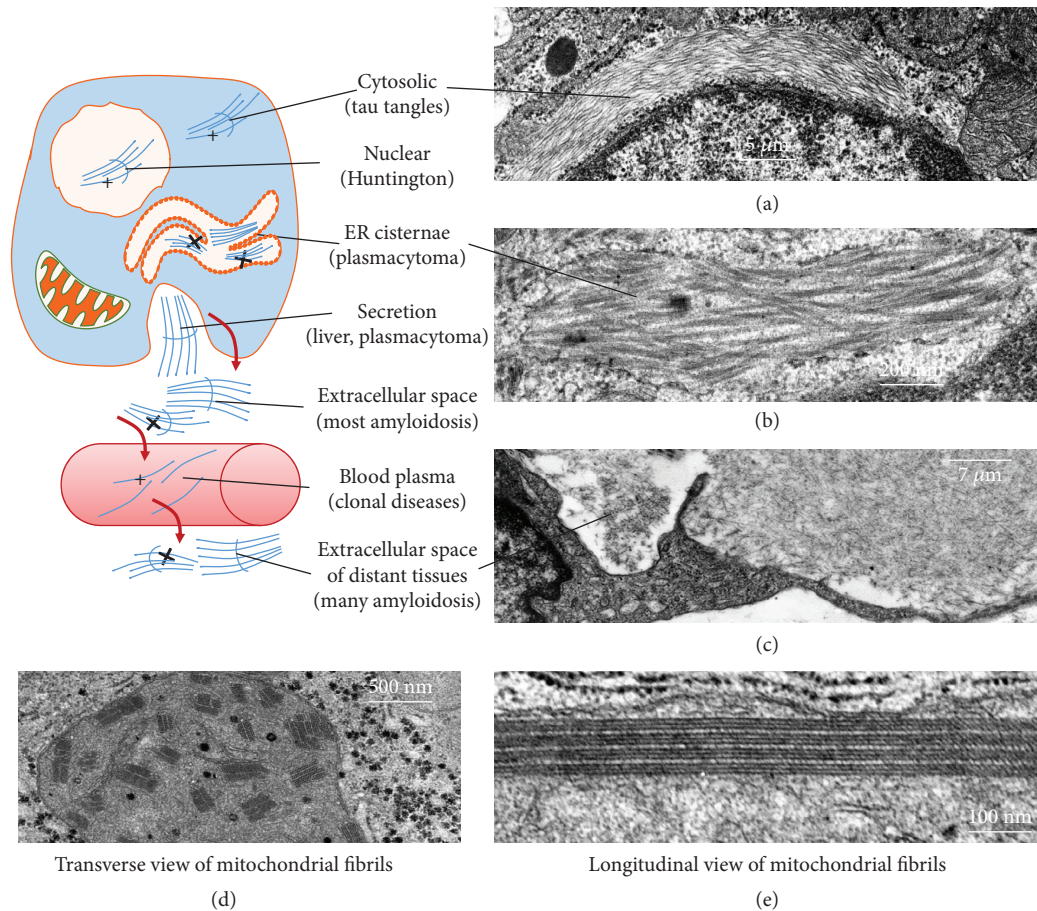 Cytosolic
(tau tangles)
Nuclear
(Huntington)
ER cisternae
(plasmacytoma)
Secretion
(liver, plasmacytoma)
Extracellular space
(most amyloidosis)
Blood plasma
(clonal diseases)
Extracellular space
of distant tissues
(many amyloidosis)
5 μm
(a)
200 nm
(b)
7 μm
(c)
500 nm
Transverse view of mitochondrial fibrils
(d)
100 nm
Longitudinal view of mitochondrial fibrils
(e)